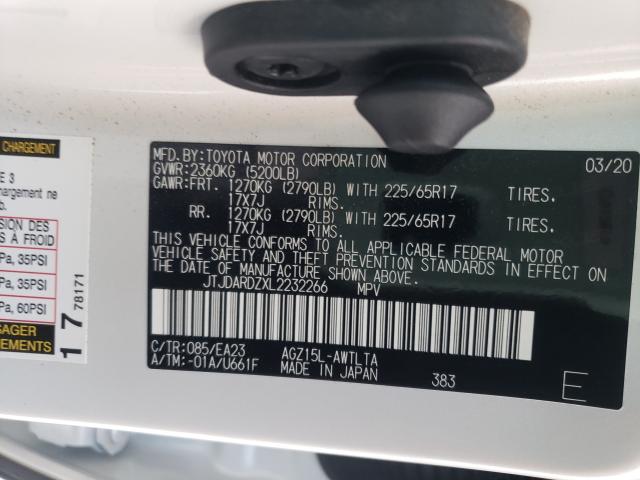 MFD.BY:TOYOTA MOTOR CORPORATION 03/20
GVWR:2360KG (5200LB)
GAWR:FRT. 1270KG (2790LB) WITH 225/65R17 TIRES.
17X7J RIMS.
RR. 1270KG (2790LB) WITH 225/65R17 TIRES.
17X7J RIMS.
THIS VEHICLE CONFORMS TO ALL APPLICABLE FEDERAL MOTOR
VEHICLE SAFETY AND THEFT PREVENTION STANDARDS IN EFFECT ON
THE DATE OF MANUFACTURE SHOWN ABOVE.
JTJDARDZXL2232266 MPV
C/TR:085/EA23 AGZ15L-AWTLTA
A/TM:-01A/U661F MADE IN JAPAN 383
E
CHARGEMENT
E 3
chargement ne
b.
SION DES
S À FROID
Pa, 35PSI
Pa, 35PSI
Pa, 60PSI
SAGER
NEMENTS
17 78171